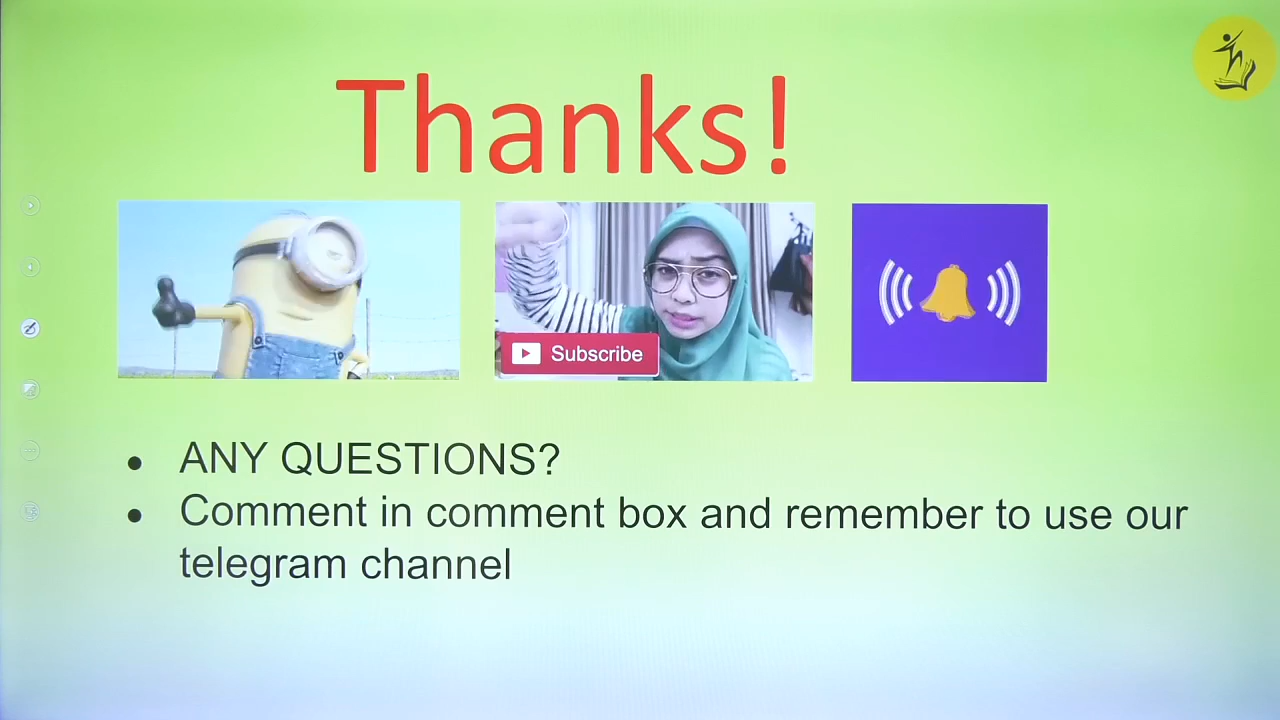 Thanks!
Subscribe
ANY QUESTIONS?
Comment in comment box and remember to use our
telegram channel